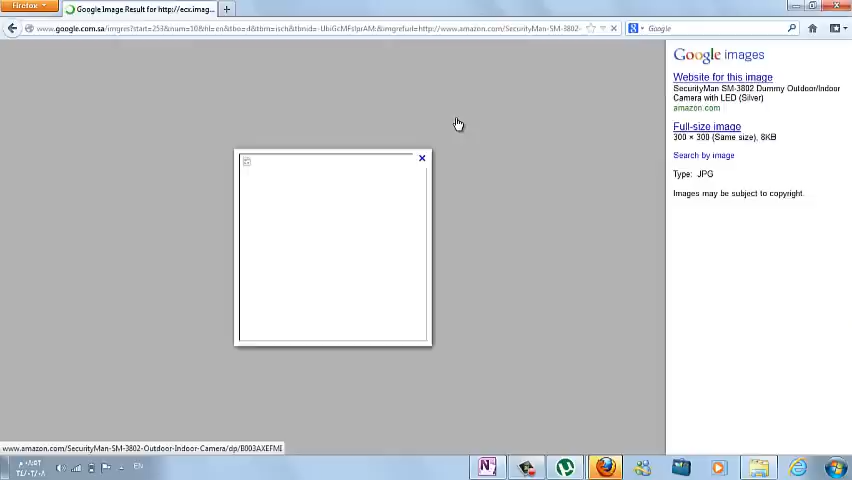 Firefox
Google Image Result for http://ecx.imag...
www.google.com.sa/imgres?start=253&num=10&hl=en&tbo=d&tbm=isch&tbnid=-UbiGcMFsIprAM:&imgrefurl=http://www.amazon.com/SecurityMan-SM-3802-
Google
Google images
Website for this image
SecurityMan SM-3802 Dummy Outdoor/Indoor
Camera with LED (Silver)
amazon.com
Full-size image
300 × 300 (Same size), 8KB
Search by image
Type: JPG
Images may be subject to copyright.
www.amazon.com/SecurityMan-SM-3802-Outdoor-Indoor-Camera/dp/B003AXEFMI
EN